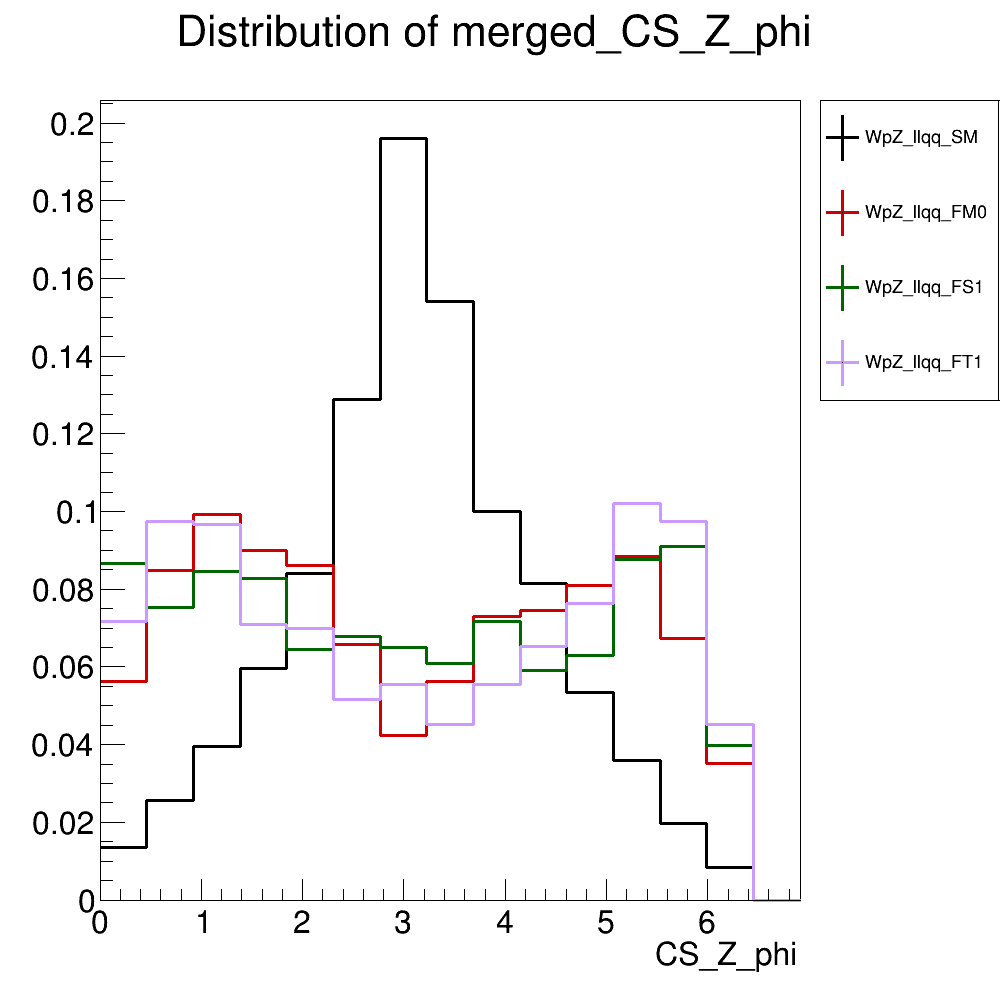 Distribution of merged_CS_Z_phi
0.2
0.18
0.16
0.14
0.12
0.1
0.08
0.06
0.04
0.02
0
0 1 2 3 4 5 6
CS_Z_phi
WpZ_llqq_SM
WpZ_llqq_FM0
WpZ_llqq_FS1
WpZ_llqq_FT1